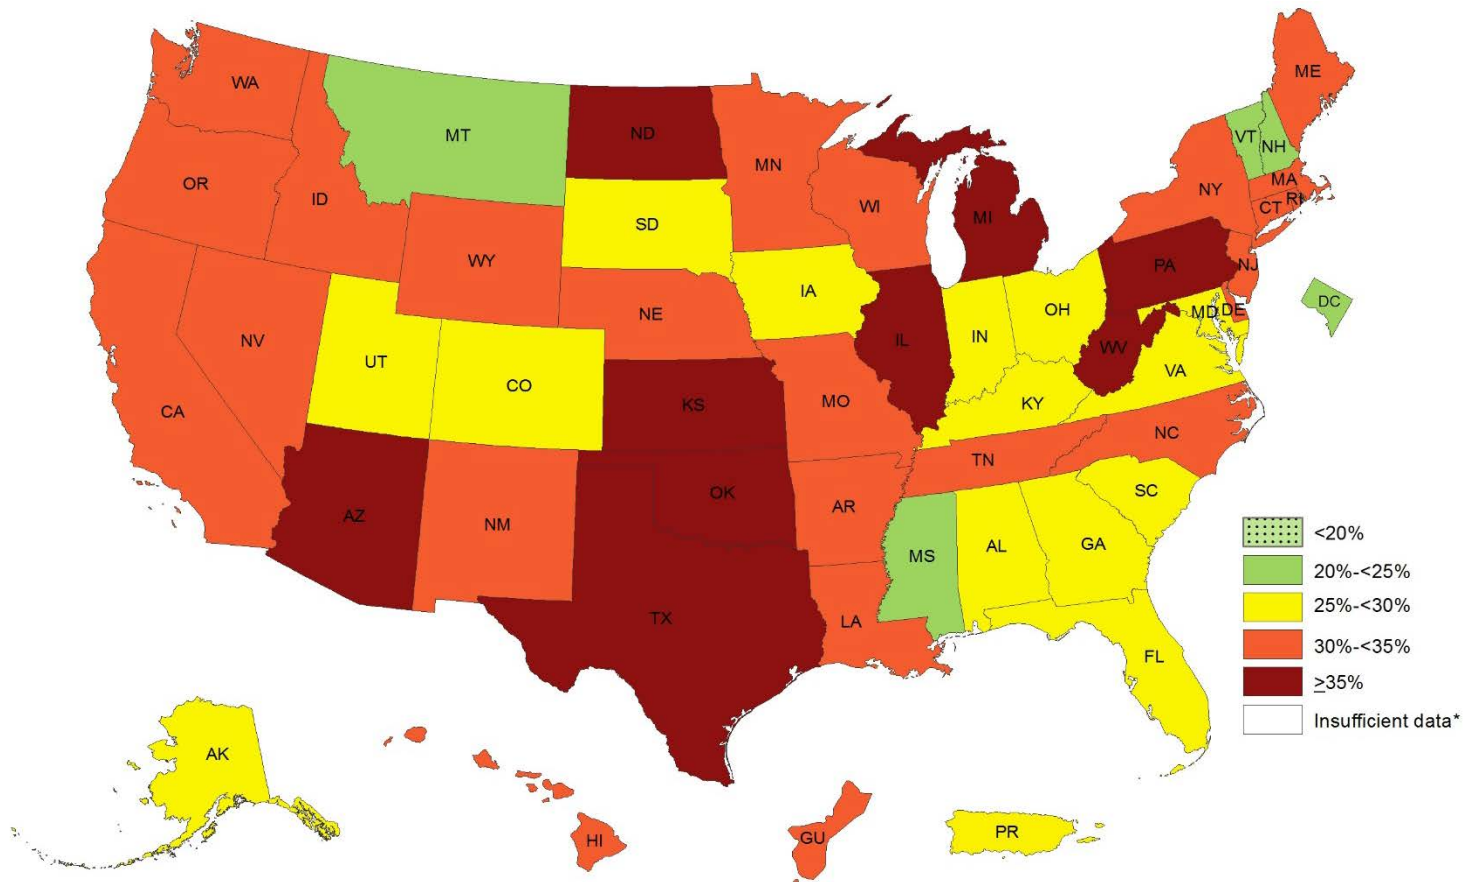 WA
MT
ND
MN
ME
VT
NH
OR
ID
SD
WI
MI
NY
MA
CT
RI
WY
IA
PA
NJ
NE
OH
MD
DE
DC
NV
UT
CO
IL
IN
WV
VA
CA
KS
MO
KY
NC
TN
AZ
NM
OK
AR
SC
MS
AL
GA
TX
LA
FL
AK
HI
GU
PR
<20%
20%-<25%
25%-<30%
30%-<35%
≥35%
Insufficient data*